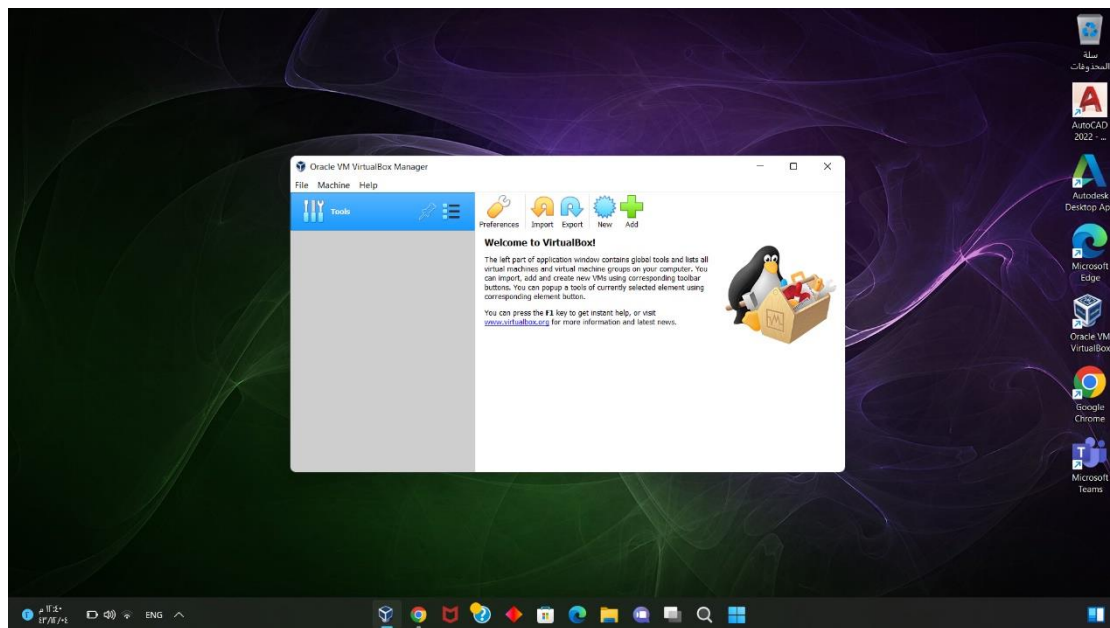 Oracle VM VirtualBox Manager
File Machine Help
Tools
Preferences Import Export New Add
Welcome to VirtualBox!
The left part of application window contains global tools and lists all
virtual machines and virtual machine groups on your computer. You
can import, add and create new VMs using corresponding toolbar
buttons. You can popup a tools of currently selected element using
corresponding element button.
You can press the F1 key to get instant help, or visit
www.virtualbox.org for more information and latest news.
سلة
المحذوفات
AutoCAD
2022 - ...
Autodesk
Desktop Ap
Microsoft
Edge
Oracle VM
VirtualBox
Google
Chrome
Microsoft
Teams
ENG